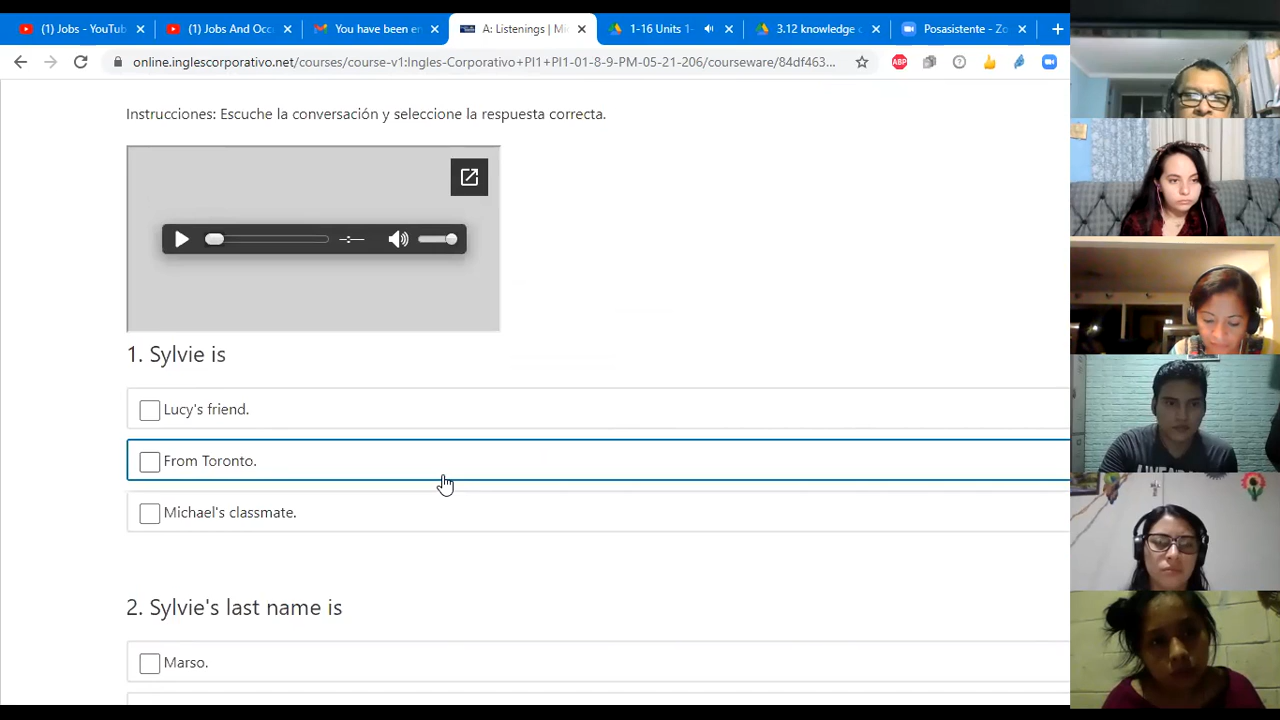 (1) Jobs - YouTub
(1) Jobs And Occ
You have been en
A: Listenings | Mi
1-16 Units 1-
3.12 knowledge c
Posasistente - Zo
online.inglescorporativo.net/courses/course-v1:Ingles-Corporativo+PI1+PI1-01-8-9-PM-05-21-206/courseware/84df463...
ABP
Instrucciones: Escuche la conversación y seleccione la respuesta correcta.
1. Sylvie is
Lucy's friend.
From Toronto.
Michael's classmate.
2. Sylvie's last name is
Marso.